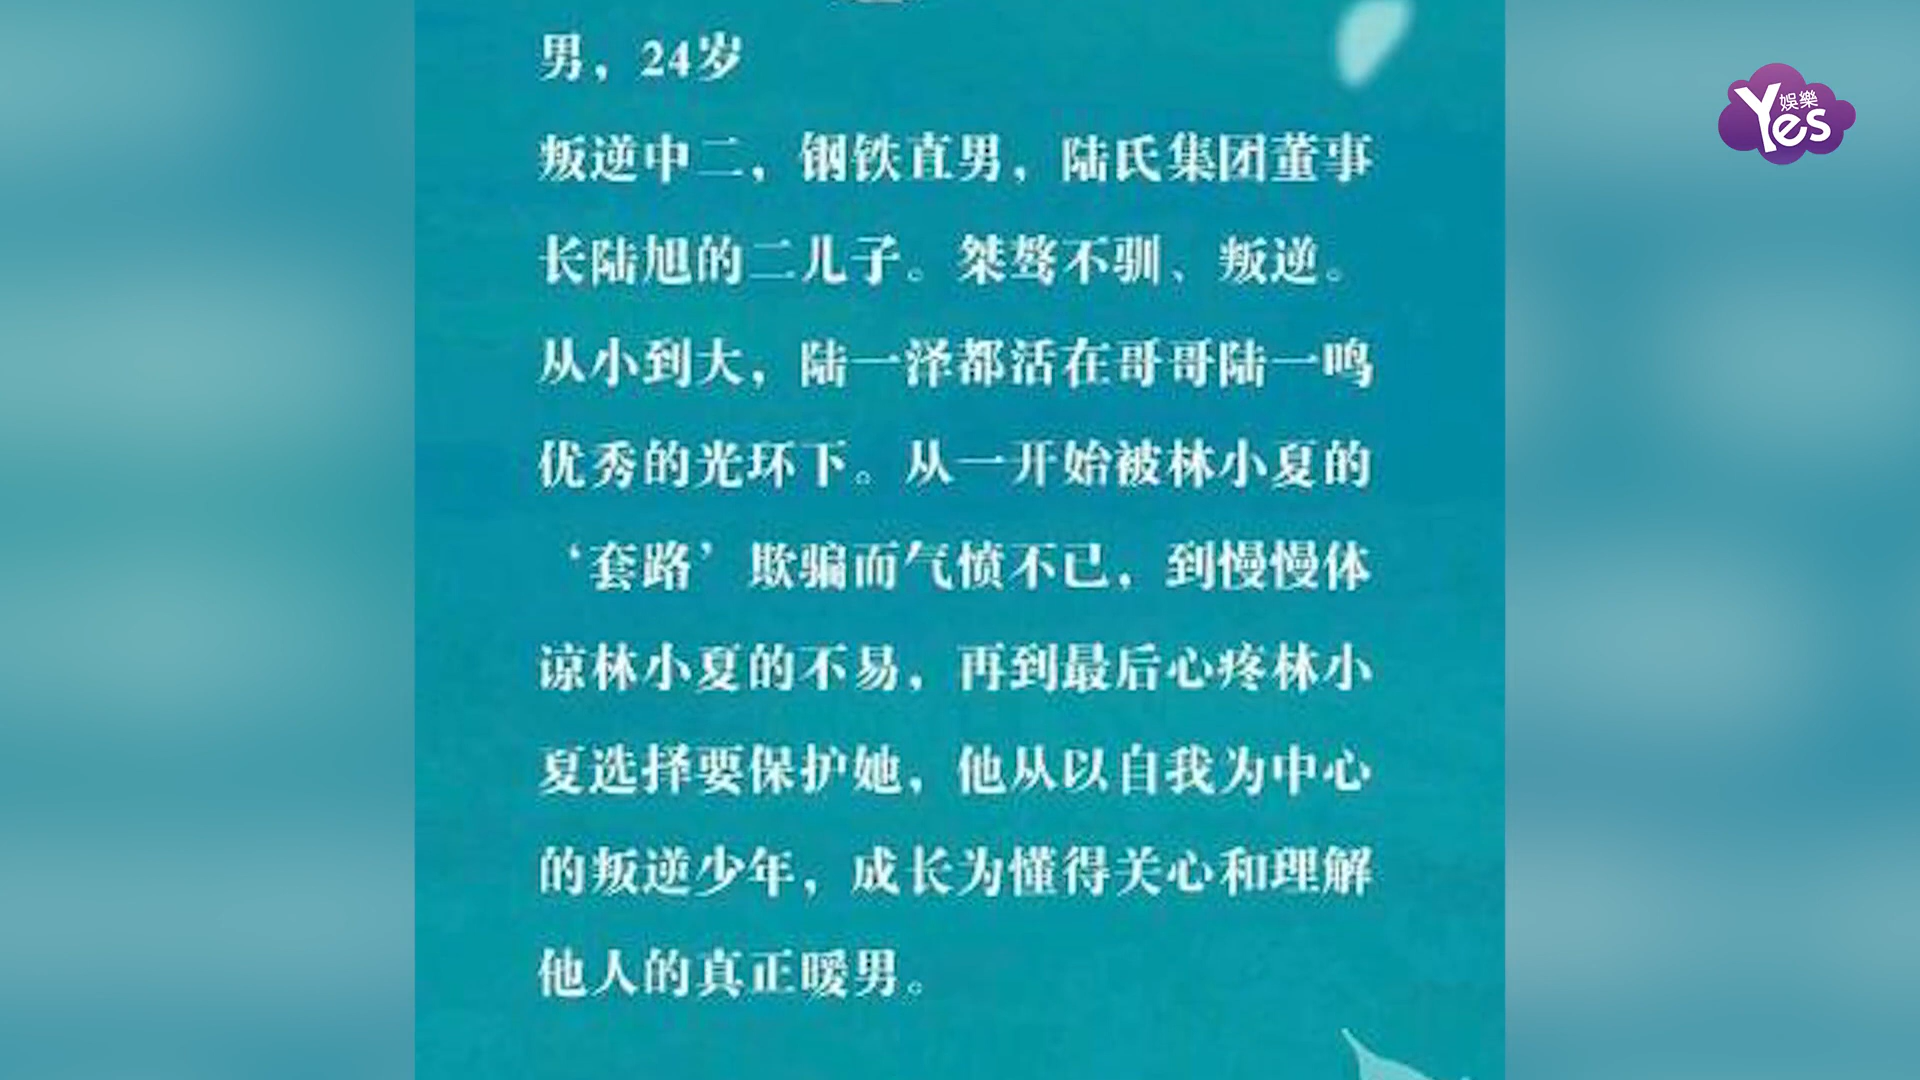 男，24岁
叛逆中二，钢铁直男，陆氏集团董事
长陆旭的二儿子。桀骜不驯、叛逆。
从小到大，陆一泽都活在哥哥陆一鸣
优秀的光环下。从一开始被林小夏的
‘套路’欺骗而气愤不已，到慢慢体
谅林小夏的不易，再到最后心疼林小
夏选择要保护她，他从以自我为中心
的叛逆少年，成长为懂得关心和理解
他人的真正暖男。
Yes娛樂